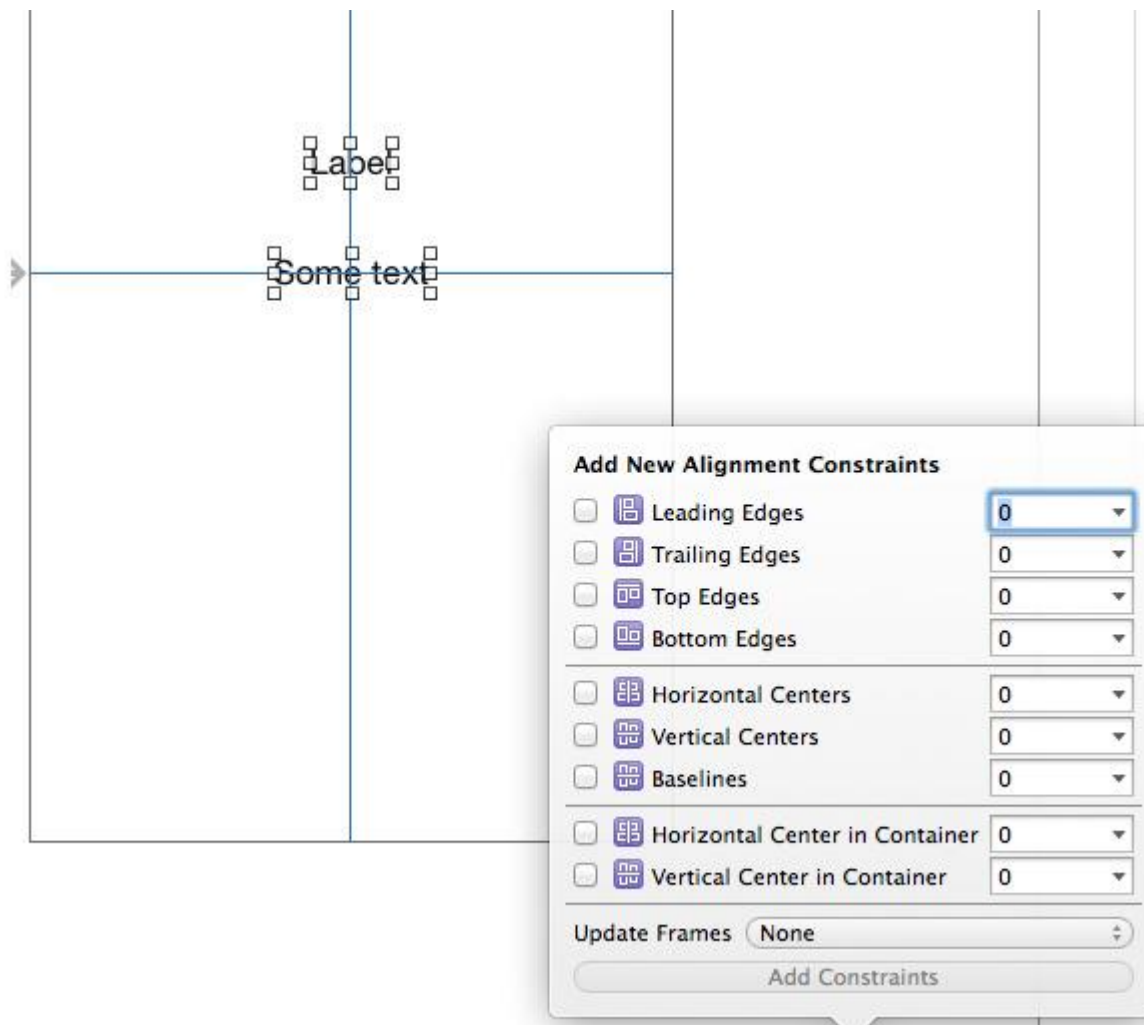 Label
Some text
Add New Alignment Constraints
Leading Edges 0
Trailing Edges 0
Top Edges 0
Bottom Edges 0
Horizontal Centers 0
Vertical Centers 0
Baselines 0
Horizontal Center in Container 0
Vertical Center in Container 0
Update Frames None
Add Constraints